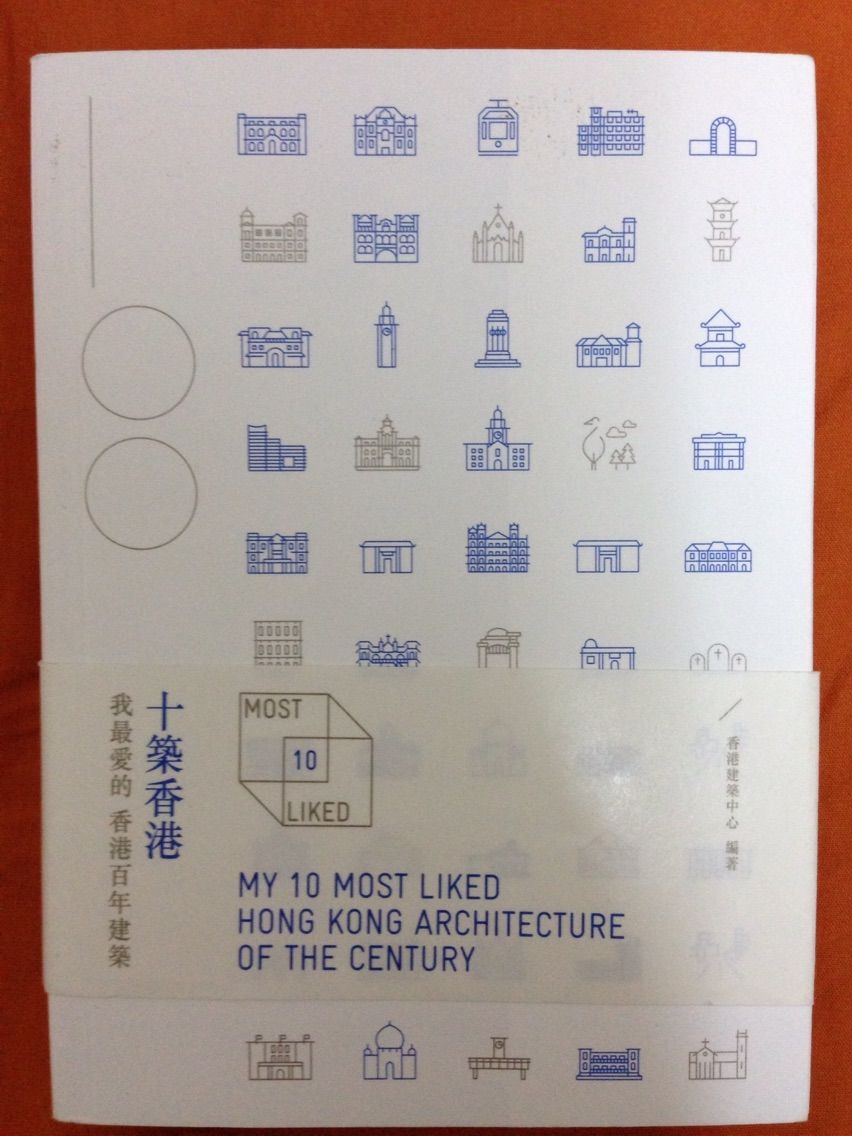 十築香港
我最愛的 香港百年建築
MOST
10
LIKED
MY 10 MOST LIKED
HONG KONG ARCHITECTURE
OF THE CENTURY
香港建築中心 編著